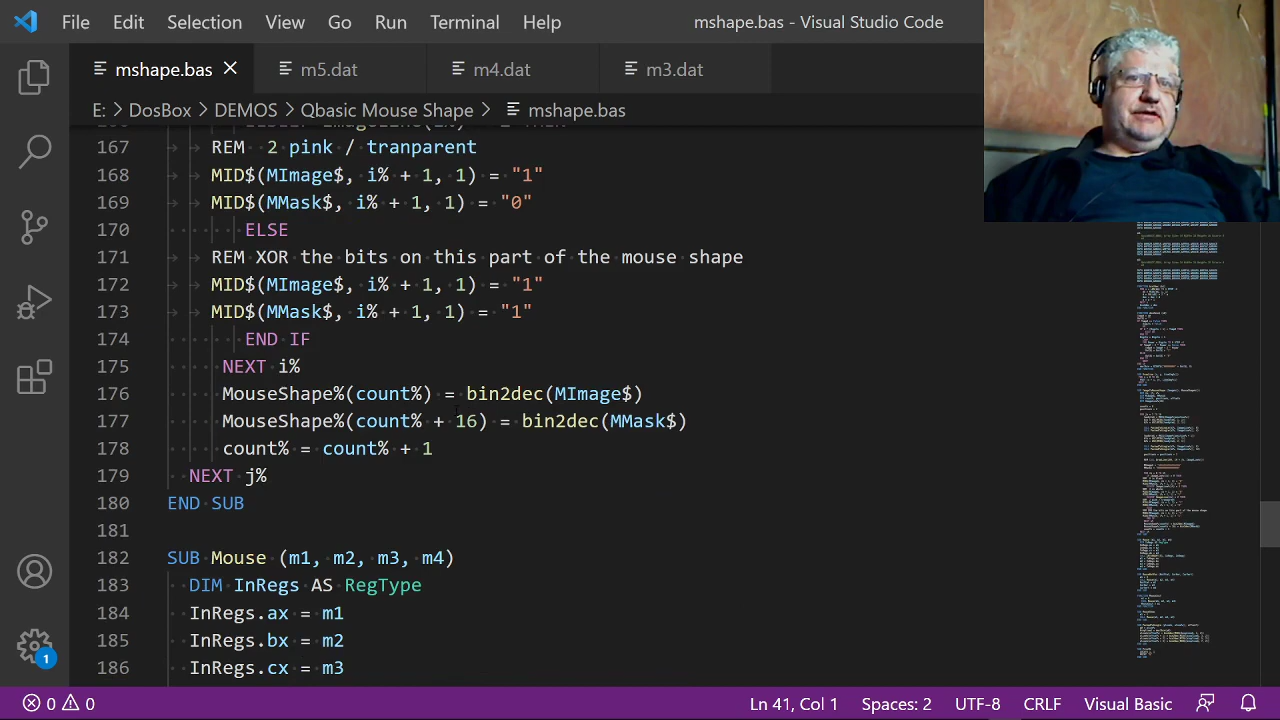 File Edit Selection View Go Run Terminal Help mshape.bas - Visual Studio Code
mshape.bas m5.dat m4.dat m3.dat
E: > DosBox > DEMOS > Qbasic Mouse Shape > mshape.bas
167 REM 2 pink / tranparent
168 MID$(MImage$, i% + 1, 1) = "1"
169 MID$(MMask$, i% + 1, 1) = "0"
170 ELSE
171 REM XOR the bits on this part of the mouse shape
172 MID$(MImage$, i% + 1, 1) = "1"
173 MID$(MMask$, i% + 1, 1) = "1"
174 END IF
175 NEXT i%
176 MouseShape%(count%) = bin2dec(MImage$)
177 = bin2dec(MMask$)
178 count% = count% + 1
179 NEXT j%
180 END SUB
181
182 SUB Mouse (m1, m2, m3, m4)
183 DIM InRegs AS RegType
184 InRegs.ax = m1
185 InRegs.bx = m2
186 InRegs.cx = m3
1
0 0 Ln 41, Col 1 Spaces: 2 UTF-8 CRLF Visual Basic